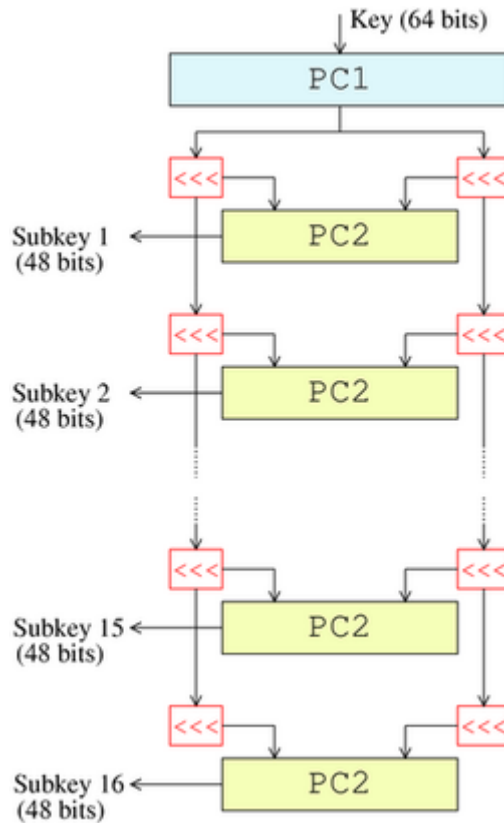 Key (64 bits)
PC1
<<< <<<
Subkey 1
(48 bits)
PC2
<<< <<<
Subkey 2
(48 bits)
PC2
<<< <<<
Subkey 15
(48 bits)
PC2
<<< <<<
Subkey 16
(48 bits)
PC2